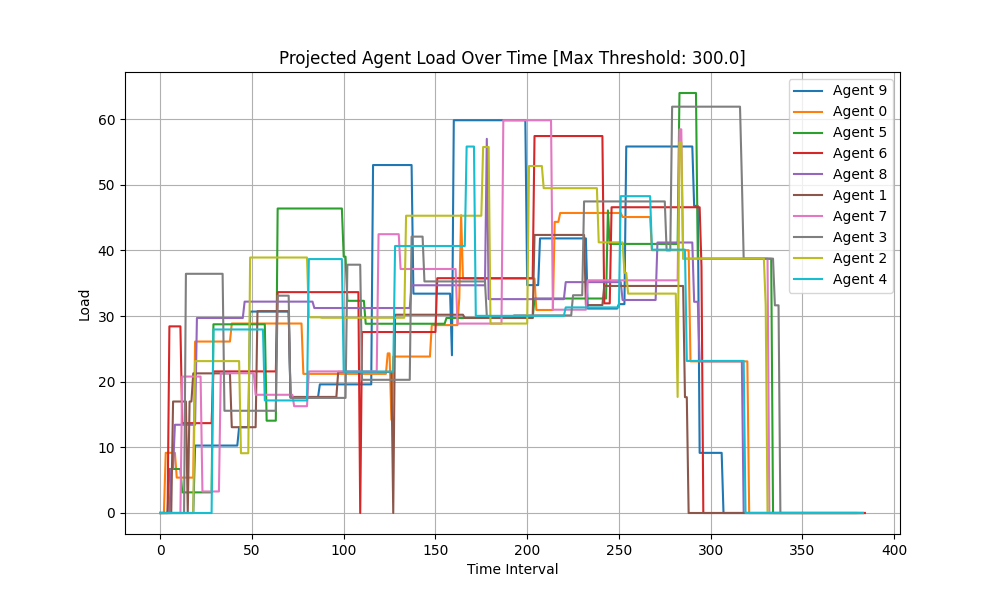 Projected Agent Load Over Time [Max Threshold: 300.0]
Load
60
50
40
30
20
10
0
0 50 100 150 200 250 300 350 400
Time Interval
Agent 9
Agent 0
Agent 5
Agent 6
Agent 8
Agent 1
Agent 7
Agent 3
Agent 2
Agent 4